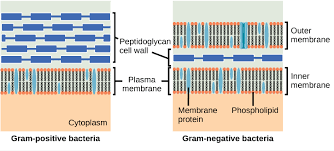 Peptidoglycan
cell wall
Plasma
membrane
Cytoplasm
Gram-positive bacteria
Outer
membrane
Inner
membrane
Membrane
protein
Phospholipid
Gram-negative bacteria